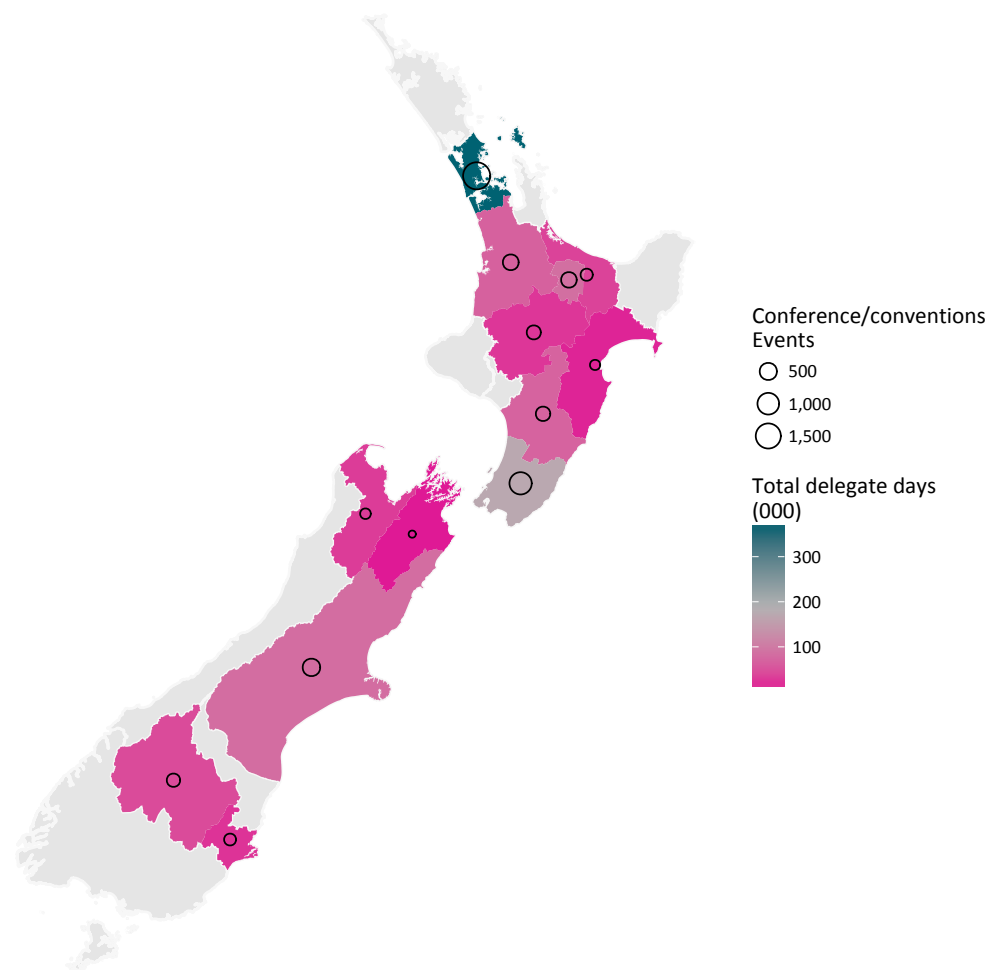 Conference/conventions
Events
500
1,000
1,500
Total delegate days
(000)
300
200
100